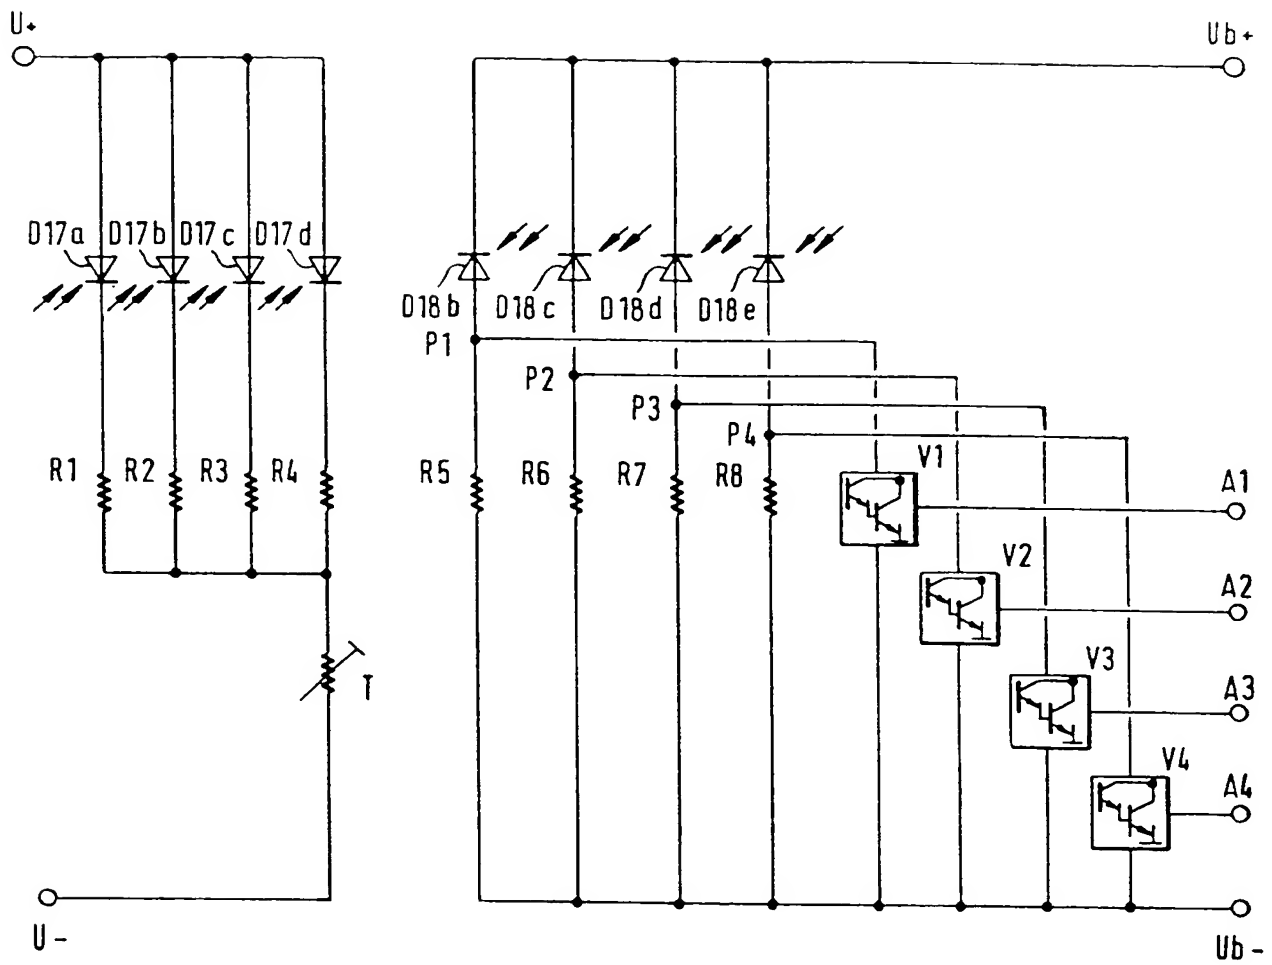 U+
Ub+
D17a D17b D17c D17d
D18b D18c D18d D18e
P1
P2
P3
P4
R1 R2 R3 R4
R5 R6 R7 R8
V1
A1
V2
A2
T
V3
A3
V4
A4
U-
Ub-